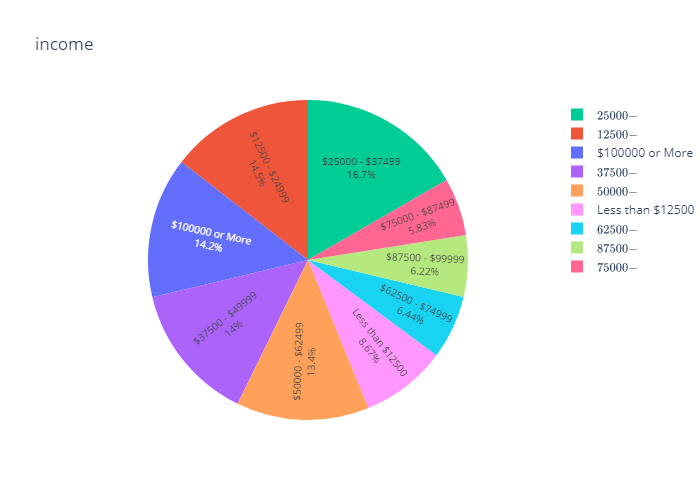 income
$25000 - $37499
16.7%
$12500 - $24999
14.5%
$100000 or More
14.2%
$37500 - $49999
14%
$50000 - $62499
13.4%
Less than $12500
8.67%
$62500 - $74999
6.44%
$87500 - $99999
6.22%
$75000 - $87499
5.83%
25000−
12500−
$100000 or More
37500−
50000−
Less than $12500
62500−
87500−
75000−